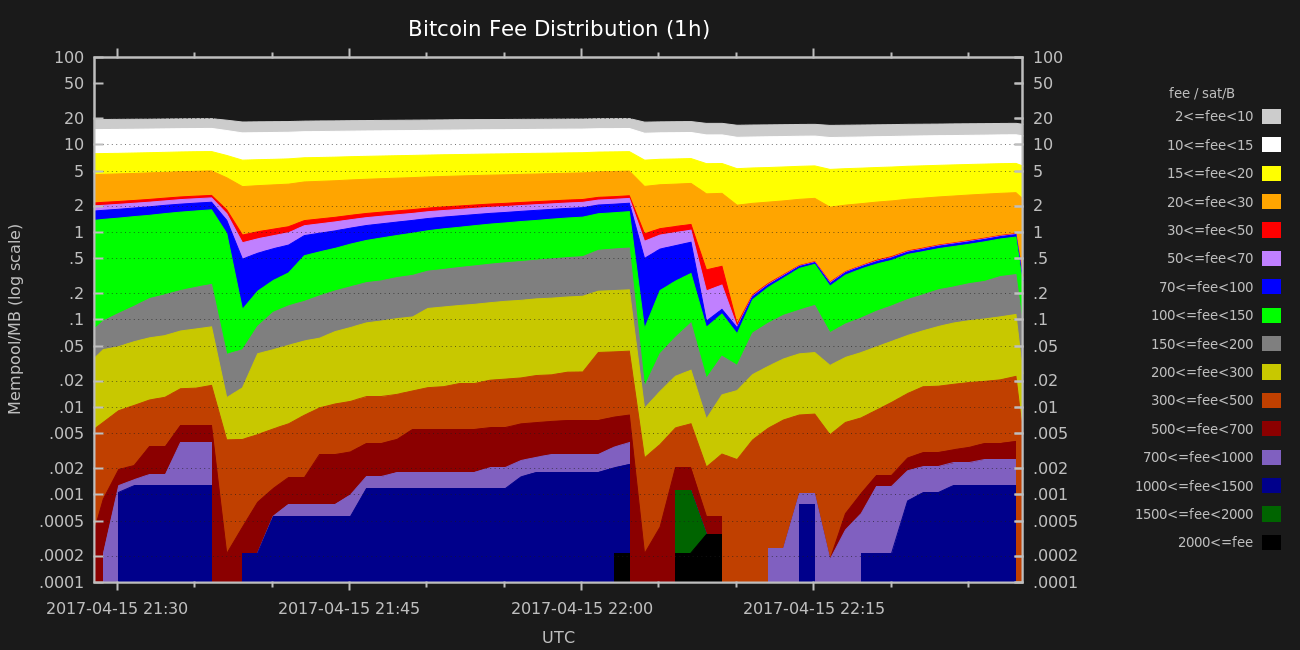 Bitcoin Fee Distribution (1h)
Mempool/MB (log scale)
100
50
20
10
5
2
1
.5
.2
.1
.05
.02
.01
.005
.002
.001
.0005
.0002
.0001
100
50
20
10
5
2
1
.5
.2
.1
.05
.02
.01
.005
.002
.001
.0005
.0002
.0001
2017-04-15 21:30
2017-04-15 21:45
2017-04-15 22:00
2017-04-15 22:15
UTC
fee / sat/B
2<=fee<10
10<=fee<15
15<=fee<20
20<=fee<30
30<=fee<50
50<=fee<70
70<=fee<100
100<=fee<150
150<=fee<200
200<=fee<300
300<=fee<500
500<=fee<700
700<=fee<1000
1000<=fee<1500
1500<=fee<2000
2000<=fee